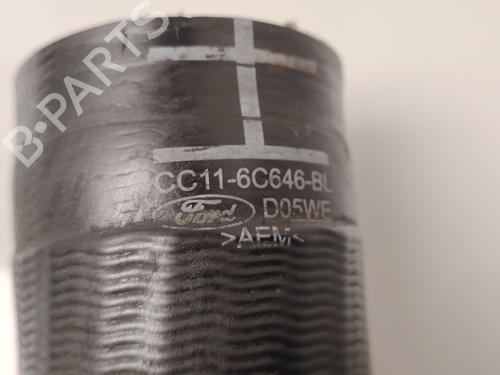 B-PARTS
CC11-6C646-BL
Ford D05WE
>AEM<